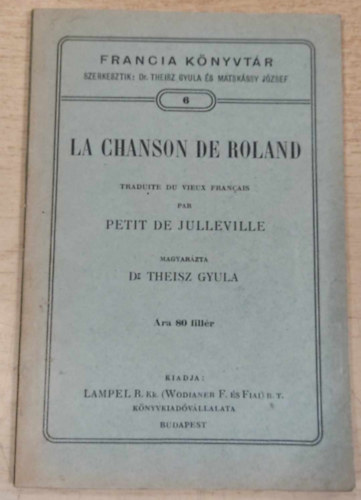 FRANCIA KÖNYVTÁR
SZERKESZTIK: Dr. THEISZ GYULA ÉS MATSKÁSSY JÓZSEF
6
LA CHANSON DE ROLAND
TRADUITE DU VIEUX FRANÇAIS
PAR
PETIT DE JULLEVILLE
MAGYARÁZTA
Dr THEISZ GYULA
Ára 80 fillér
KIADJA:
LAMPEL R. KK. (WODIANER F. ÉS FIAI) R. T.
KÖNYVKIADÓVÁLLALATA
BUDAPEST